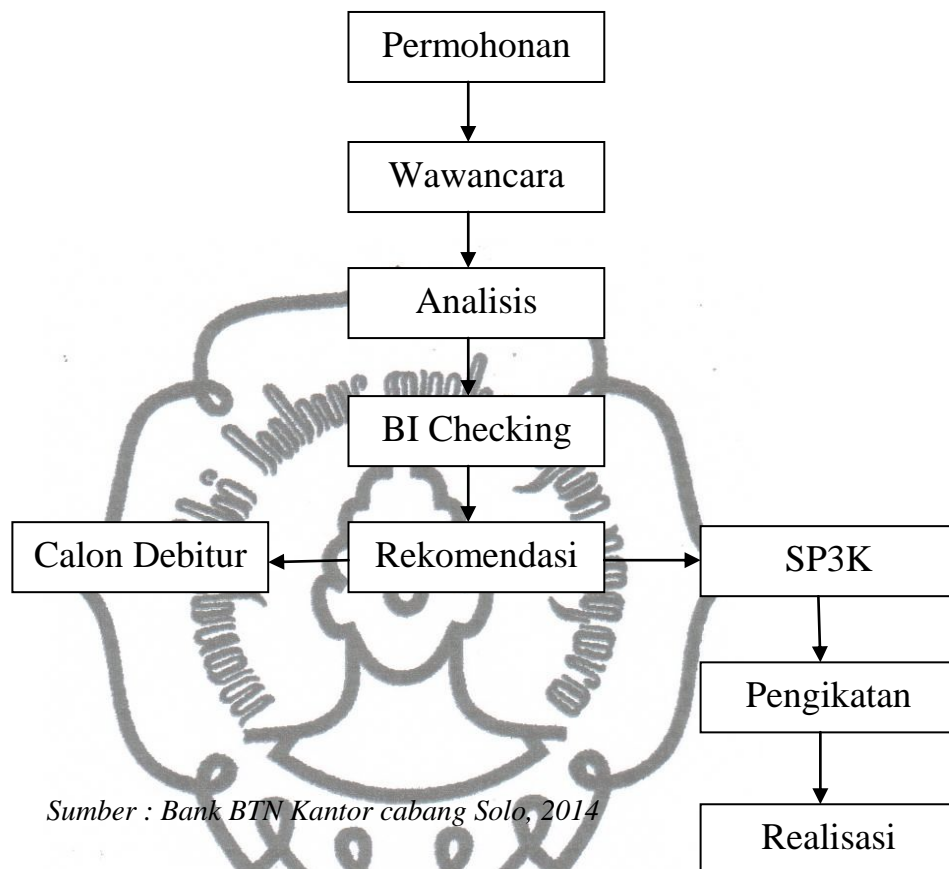 Permohonan
Wawancara
Analisis
BI Checking
Calon Debitur
Rekomendasi
SP3K
Pengikatan
Sumber : Bank BTN Kantor cabang Solo, 2014
Realisasi